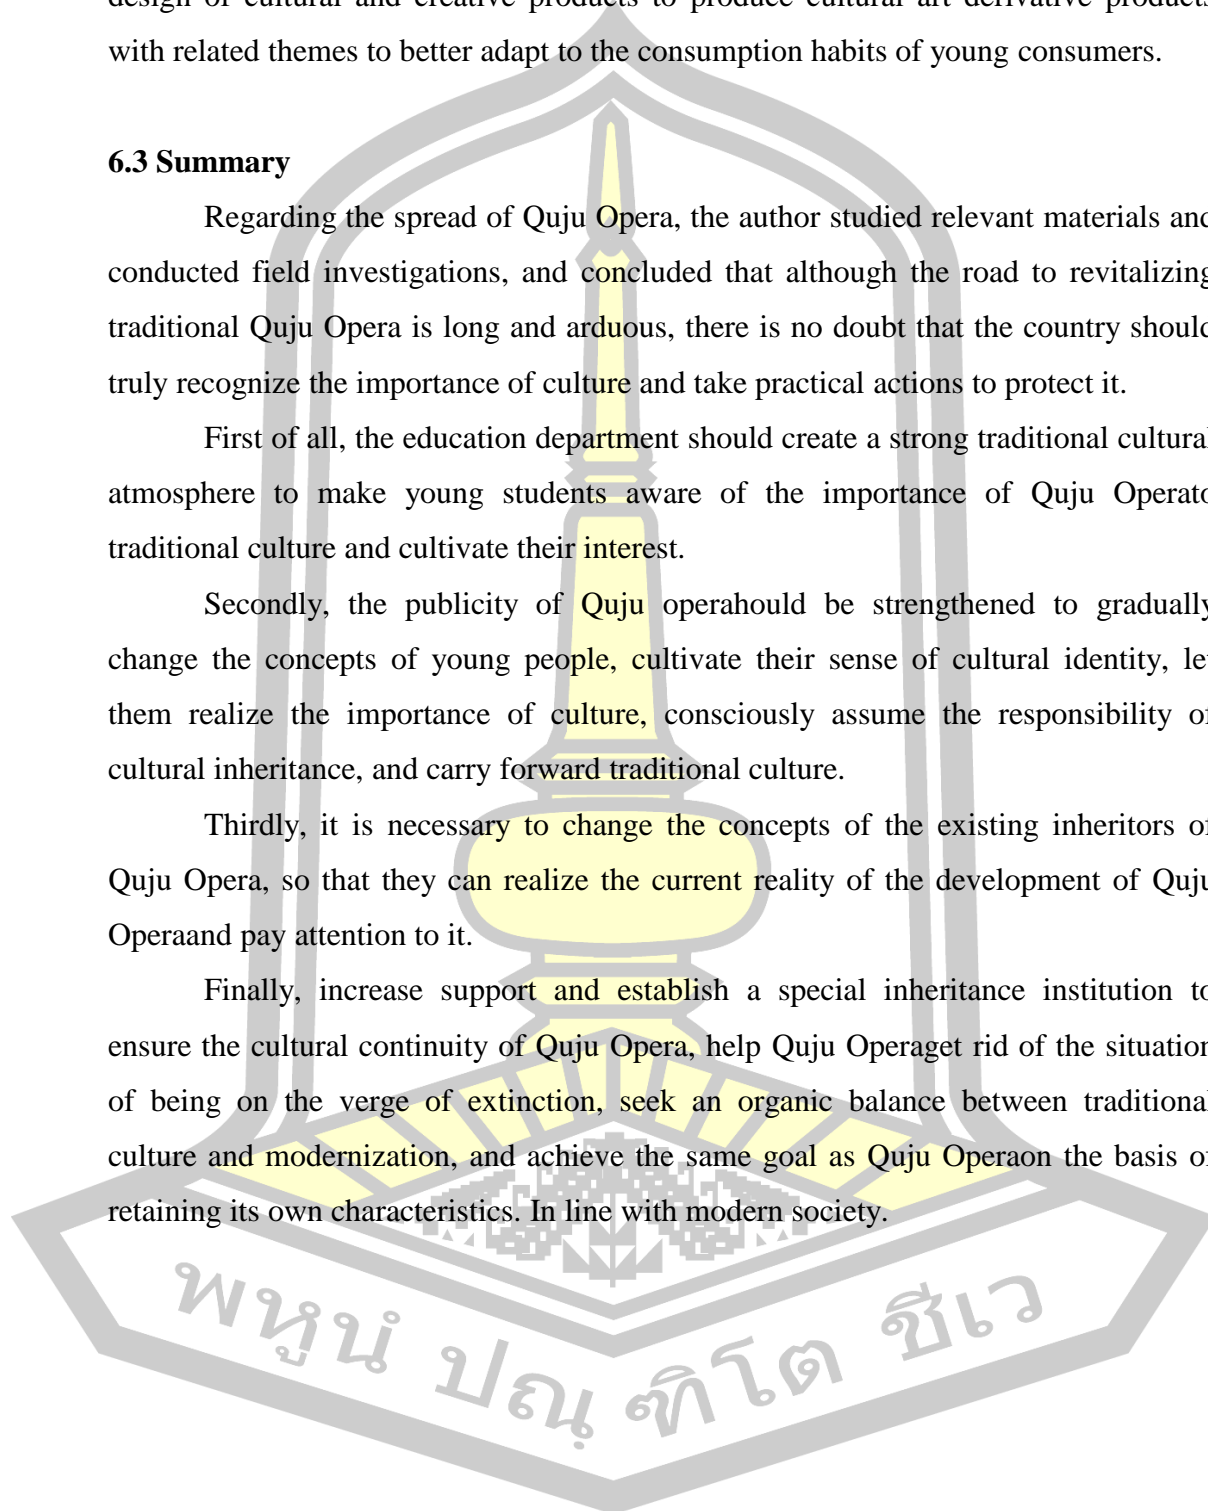 design of cultural and creative products to produce cultural art derivative products
with related themes to better adapt to the consumption habits of young consumers.
6.3 Summary
Regarding the spread of Quju Opera, the author studied relevant materials and
conducted field investigations, and concluded that although the road to revitalizing
traditional Quju Opera is long and arduous, there is no doubt that the country should
truly recognize the importance of culture and take practical actions to protect it.
First of all, the education department should create a strong traditional cultural
atmosphere to make young students aware of the importance of Quju Operato
traditional culture and cultivate their interest.
Secondly, the publicity of Quju operahould be strengthened to gradually
change the concepts of young people, cultivate their sense of cultural identity, let
them realize the importance of culture, consciously assume the responsibility of
cultural inheritance, and carry forward traditional culture.
Thirdly, it is necessary to change the concepts of the existing inheritors of
Quju Opera, so that they can realize the current reality of the development of Quju
Operaand pay attention to it.
Finally, increase support and establish a special inheritance institution to
ensure the cultural continuity of Quju Opera, help Quju Operaget rid of the situation
of being on the verge of extinction, seek an organic balance between traditional
culture and modernization, and achieve the same goal as Quju Operaon the basis of
retaining its own characteristics. In line with modern society.
พหูนํ ปณฺฑิโต ชีเว